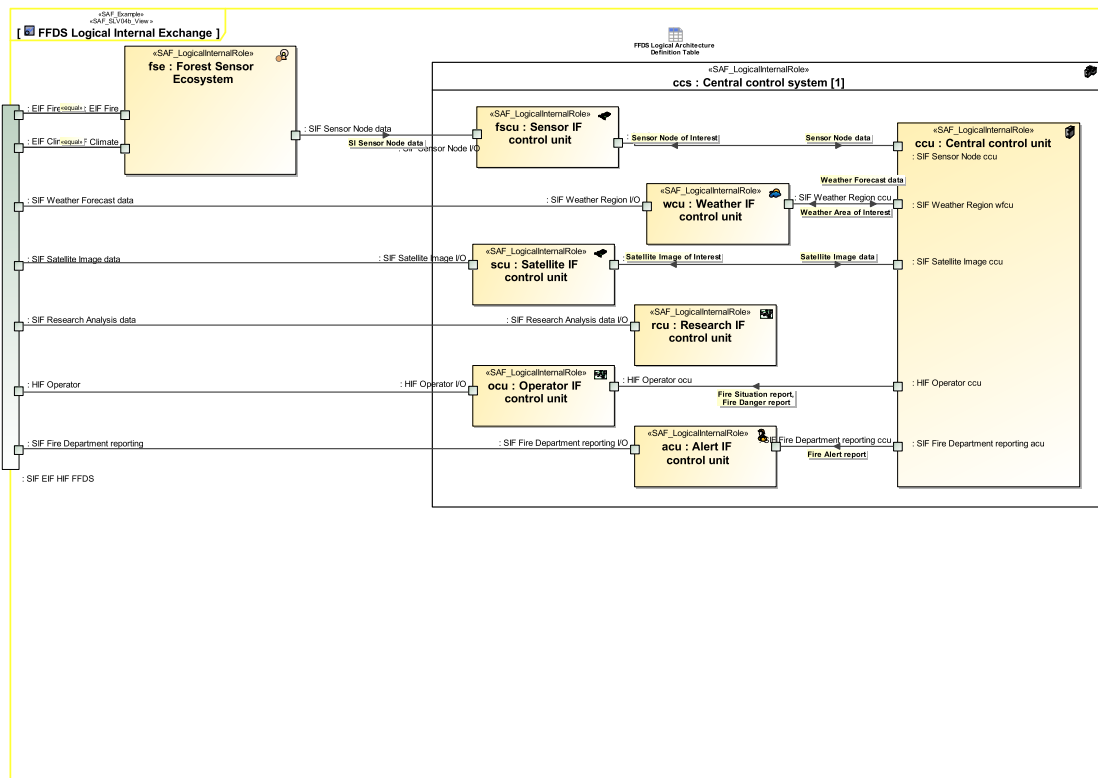 «SAF_Example»
«SAF_SLV04b_View»
[ FFDS Logical Internal Exchange ]
«SAF_LogicalInternalRole»
fse : Forest Sensor
Ecosystem
FFDS Logical Architecture
Definition Table
«SAF_LogicalInternalRole»
ccs : Central control system [1]
: EIF Fire
«equal»
: EIF Fire
: EIF Climate
«equal»
: SIF Sensor Node data
SI Sensor Node data
: SIF Sensor Node I/O
«SAF_LogicalInternalRole»
fscu : Sensor IF
control unit
Sensor Node of Interest
Sensor Node data
«SAF_LogicalInternalRole»
ccu : Central control unit
: SIF Sensor Node ccu
: SIF Weather Forecast data
: SIF Weather Region I/O
«SAF_LogicalInternalRole»
wcu : Weather IF
control unit
Weather Forecast data
: SIF Weather Region ccu
Weather Area of Interest
: SIF Weather Region wfcu
: SIF Satellite Image data
: SIF Satellite Image I/O
«SAF_LogicalInternalRole»
scu : Satellite IF
control unit
Satellite Image of Interest
Satellite Image data
: SIF Satellite Image ccu
: SIF Research Analysis data
: SIF Research Analysis data I/O
«SAF_LogicalInternalRole»
rcu : Research IF
control unit
: HIF Operator
: HIF Operator I/O
«SAF_LogicalInternalRole»
ocu : Operator IF
control unit
: HIF Operator ocu
Fire Situation report,
Fire Danger report
: HIF Operator ccu
: SIF Fire Department reporting
: SIF Fire Department reporting I/O
«SAF_LogicalInternalRole»
acu : Alert IF
control unit
: SIF Fire Department reporting ccu
Fire Alert report
: SIF Fire Department reporting acu
: SIF EIF HIF FFDS